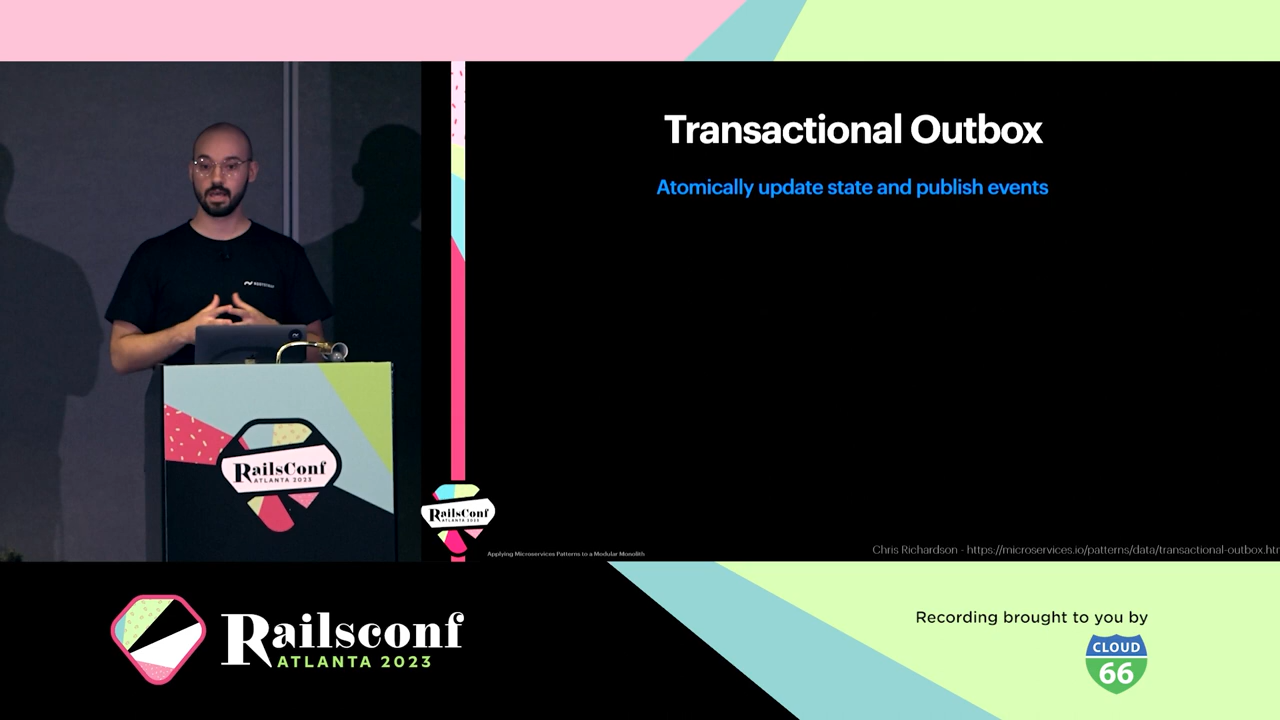 Transactional Outbox
Atomically update state and publish events
RailsConf
ATLANTA 2023
RailsConf
ATLANTA 2023
Applying Microservices Patterns to a Modular Monolith
Chris Richardson - https://microservices.io/patterns/data/transactional-outbox.htm
Railsconf
ATLANTA 2023
Recording brought to you by
CLOUD
66